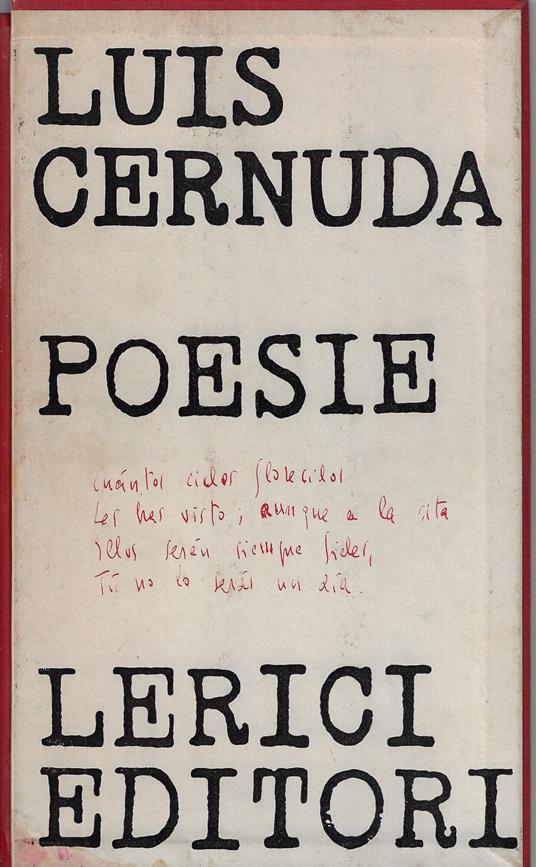 LUIS
CERNUDA
POESIE
cuántos ciclos florecidos
Les has visto; aunque a la cita
Ellos serán siempre fieles,
Tú no lo serás un día.
LERICI
EDITORI